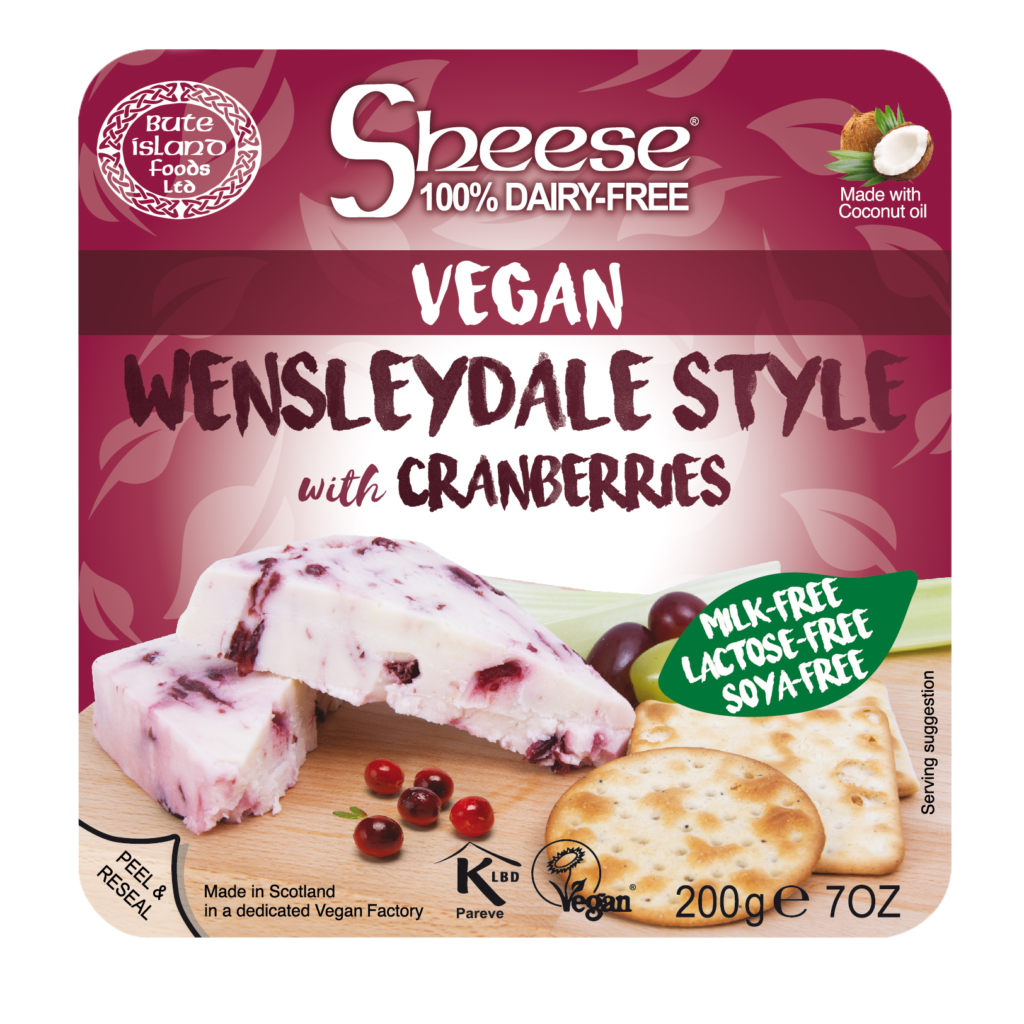 Bute
island
Foods
Ltd
Sheese®
100% DAIRY-FREE
Made with
Coconut oil
VEGAN
WENSLEYDALE STYLE
with CRANBERRIES
MILK-FREE
LACTOSE-FREE
SOYA-FREE
Serving suggestion
PEEL &
RESEAL
Made in Scotland
in a dedicated Vegan Factory
K LBD
Pareve
Vegan®
200g e 7OZ